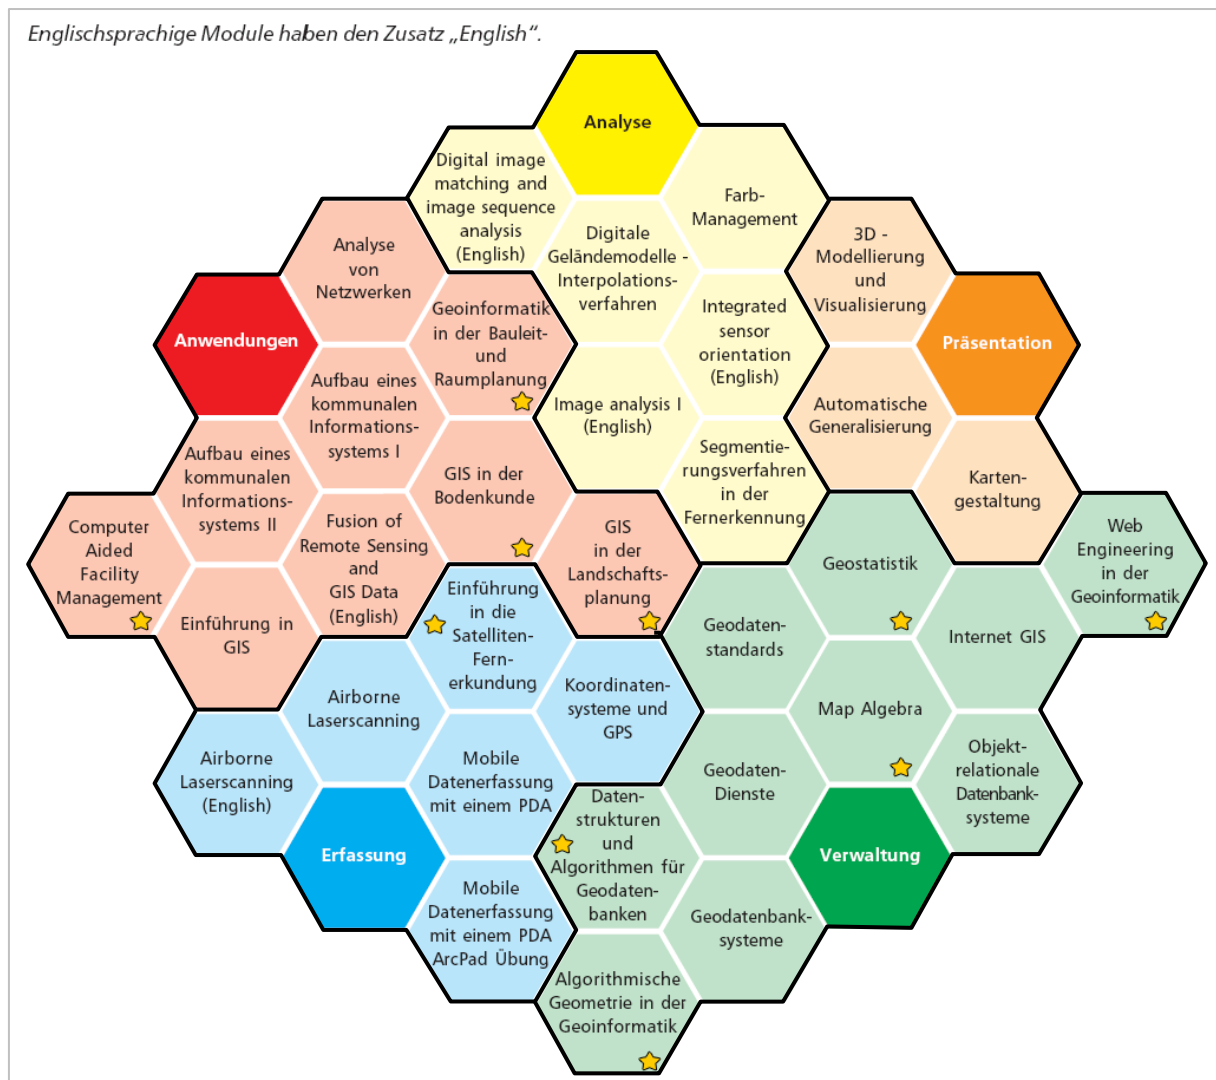 Englischsprachige Module haben den Zusatz „English“.
Analyse
Digital image
matching and
image sequence
analysis
(English)
Farb-
Management
Analyse
von
Netzwerken
Digitale
Geländemodelle -
Interpolations-
verfahren
3D -
Modellierung
und
Visualisierung
Anwendungen
Geoinformatik
in der Bauleit-
und
Raumplanung
Integrated
sensor
orientation
(English)
Präsentation
Aufbau eines
kommunalen
Informations-
systems I
Image analysis I
(English)
Automatische
Generalisierung
Aufbau eines
kommunalen
Informations-
systems II
GIS in der
Bodenkunde
Segmentie-
rungsverfahren
in der
Fernerkennung
Karten-
gestaltung
Computer
Aided
Facility
Management
Fusion of
Remote Sensing
and
GIS Data
(English)
GIS
in der
Landschafts-
planung
Geostatistik
Web
Engineering
in der
Geoinformatik
Einführung in
GIS
Einführung
in die
Satelliten-
Fern-
erkundung
Geodaten-
standards
Internet GIS
Airborne
Laserscanning
Koordinaten-
systeme und
GPS
Map Algebra
Airborne
Laserscanning
(English)
Mobile
Datenerfassung
mit einem PDA
Geodaten-
Dienste
Objekt-
relationale
Datenbank-
systeme
Erfassung
Daten-
strukturen
und
Algorithmen für
Geodaten-
banken
Verwaltung
Mobile
Datenerfassung
mit einem PDA
ArcPad Übung
Geodatenbank-
systeme
Algorithmische
Geometrie in der
Geoinformatik